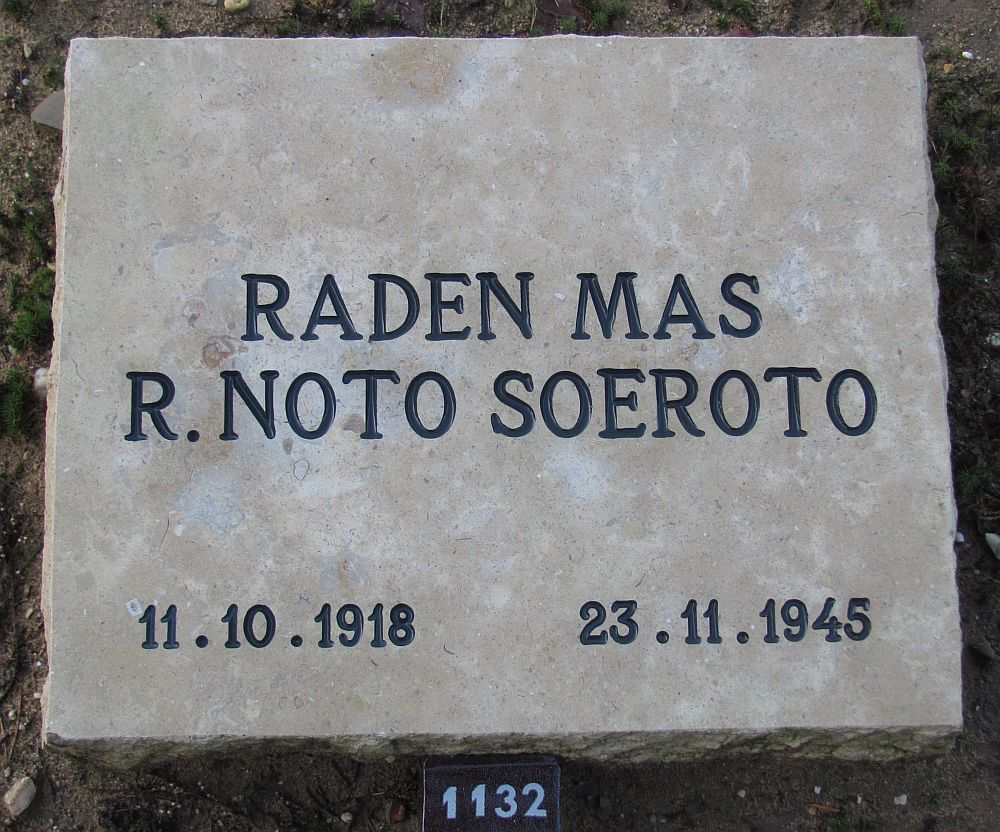 RADEN MAS
R. NOTO SOEROTO
11.10.1918 23.11.1945
1132